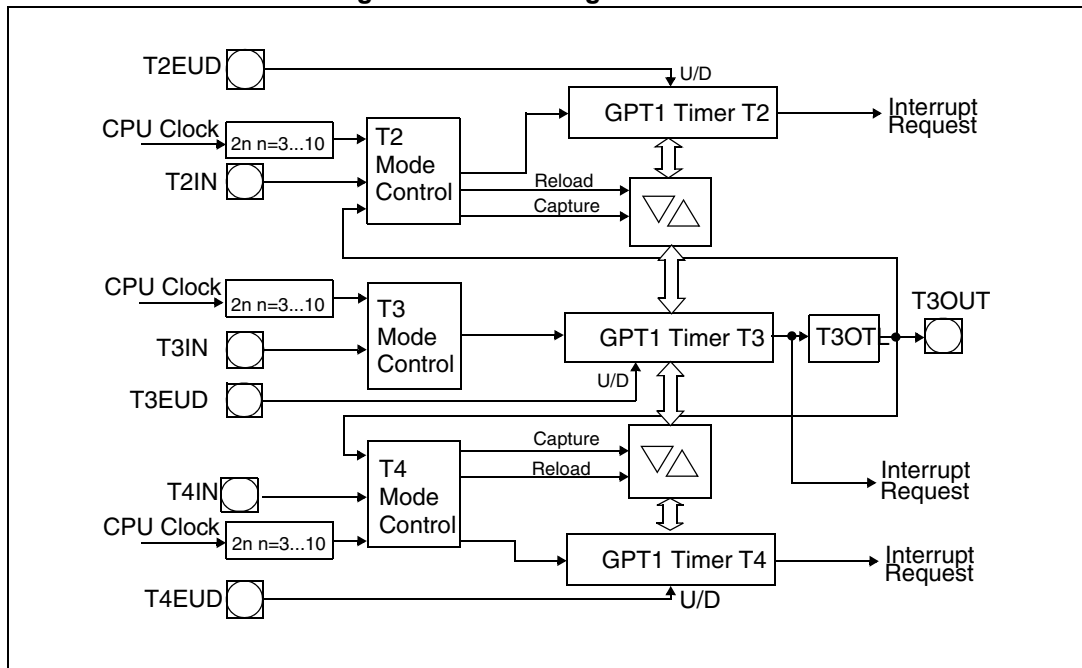 T2EUD
U/D
GPT1 Timer T2
Interrupt
Request
CPU Clock
2n n=3...10
T2
Mode
Control
T2IN
Reload
Capture
CPU Clock
2n n=3...10
T3
Mode
Control
T3OUT
T3IN
GPT1 Timer T3
T3OTL
U/D
T3EUD
Capture
T4
Mode
Control
Reload
Interrupt
Request
T4IN
CPU Clock
2n n=3...10
GPT1 Timer T4
Interrupt
Request
T4EUD
U/D